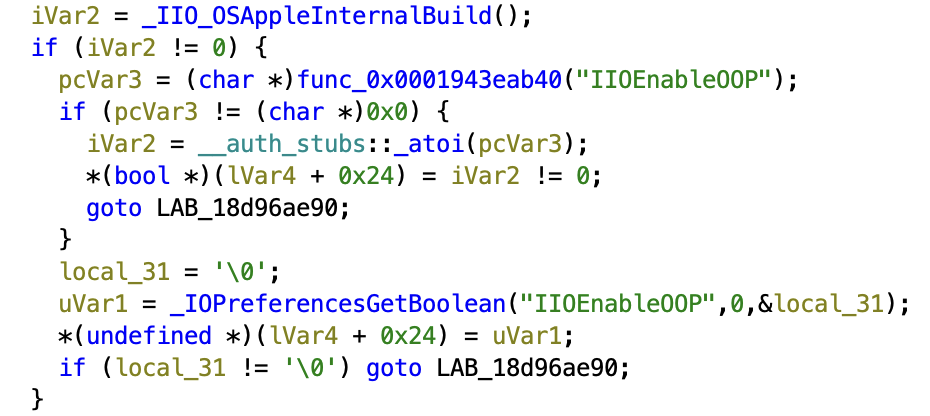 iVar2 = _IIO_OSAppleInternalBuild();
if (iVar2 != 0) {
  pcVar3 = (char *)func_0x0001943eab40("IIOEnableOOP");
  if (pcVar3 != (char *)0x0) {
    iVar2 = __auth_stubs::_atoi(pcVar3);
    *(bool *)(lVar4 + 0x24) = iVar2 != 0;
    goto LAB_18d96ae90;
  }
  local_31 = '\0';
  uVar1 = _IOPreferencesGetBoolean("IIOEnableOOP",0,&local_31);
  *(undefined *)(lVar4 + 0x24) = uVar1;
  if (local_31 != '\0') goto LAB_18d96ae90;
}